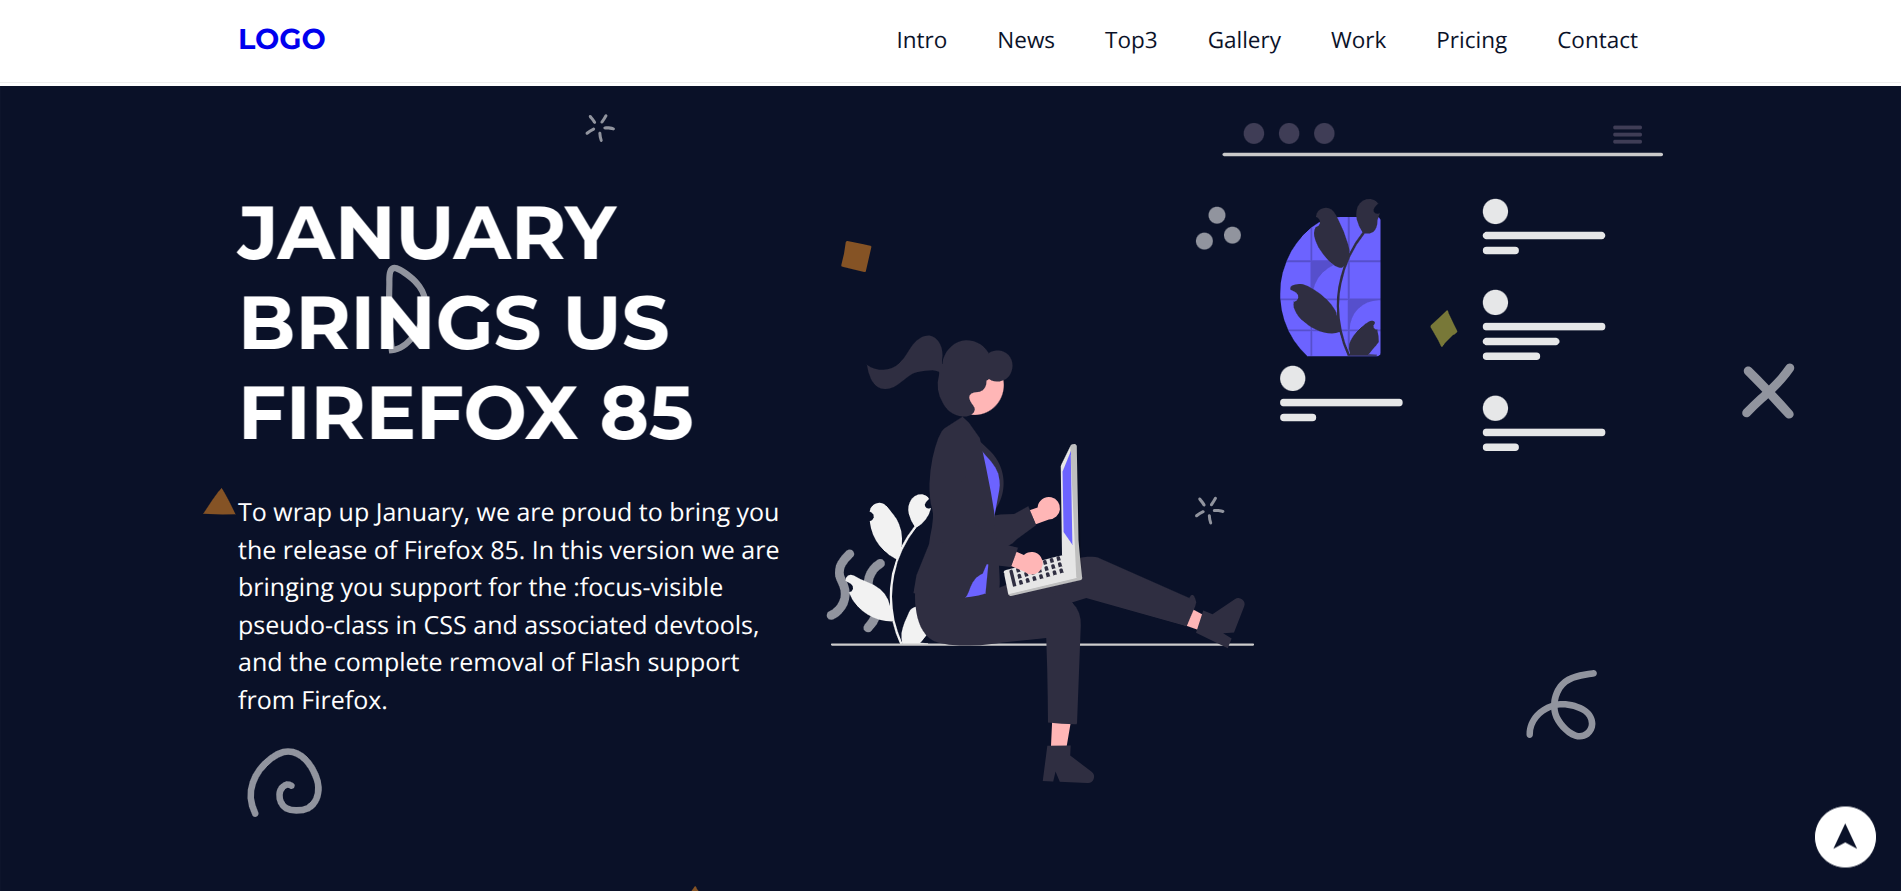 LOGO
Intro News Top3 Gallery Work Pricing Contact
JANUARY
BRINGS US
FIREFOX 85
To wrap up January, we are proud to bring you
the release of Firefox 85. In this version we are
bringing you support for the :focus-visible
pseudo-class in CSS and associated devtools,
and the complete removal of Flash support
from Firefox.